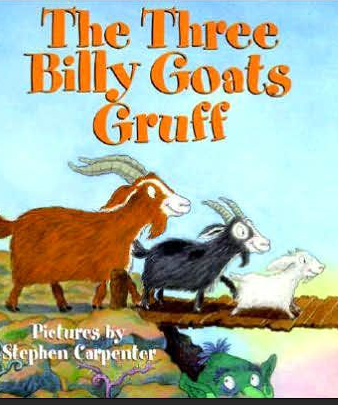 The Three
Billy Goats
Gruff
Pictures by
Stephen Carpenter